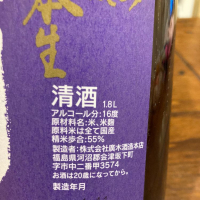 本生
清酒 1.8L
アルコール分:16度
原材料名:米、米麹
原料米は全て国産
精米歩合:55%
製造者:株式会社廣木酒造本店
福島県河沼郡会津坂下町
字市中二番甲3574
お酒は20歳になってから。
製造年月